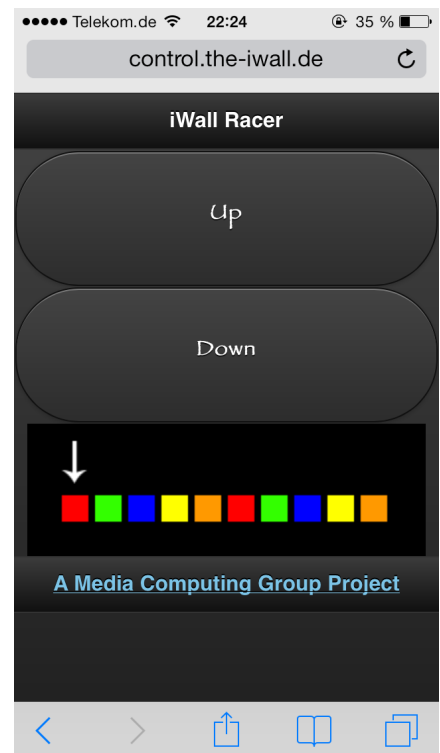 Telekom.de 22:24 35 %
control.the-iwall.de
iWall Racer
Up
Down
A Media Computing Group Project